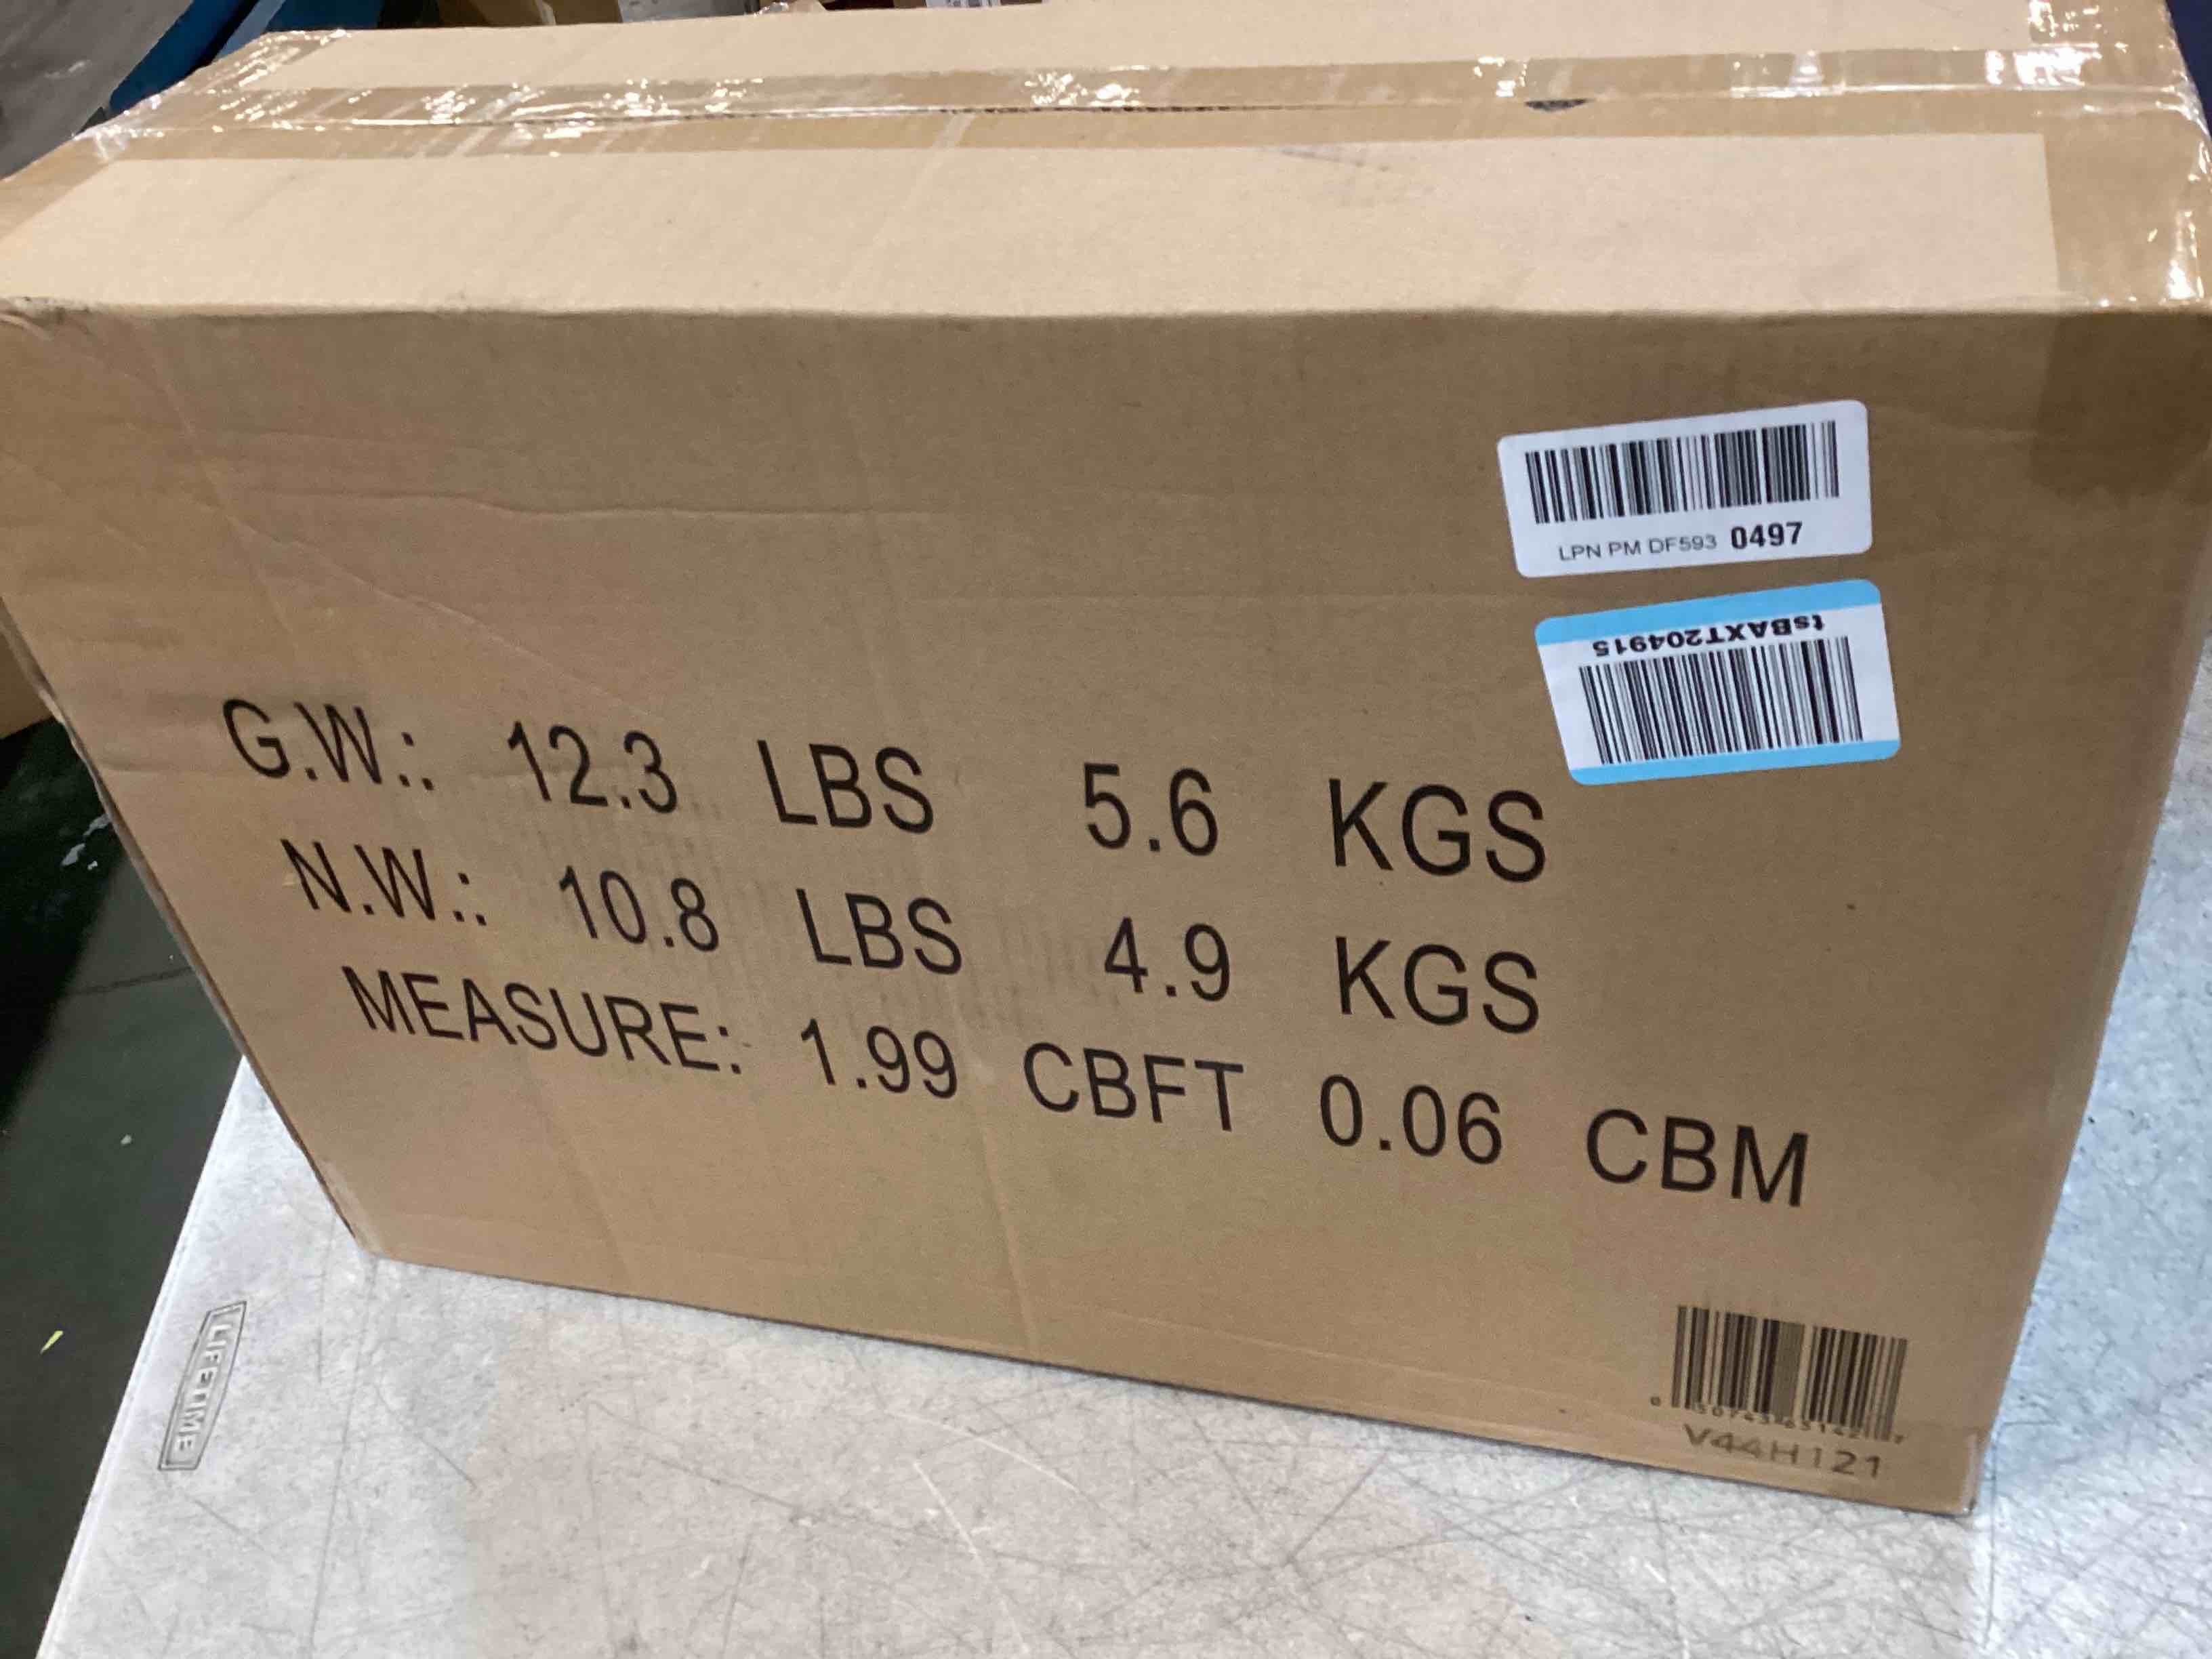 LPN PM DF593 0497
tsBAXT204915
G.W.: 12.3 LBS 5.6 KGS
N.W.: 10.8 LBS 4.9 KGS
MEASURE: 1.99 CBFT 0.06 CBM
V44H121
LIFETIME